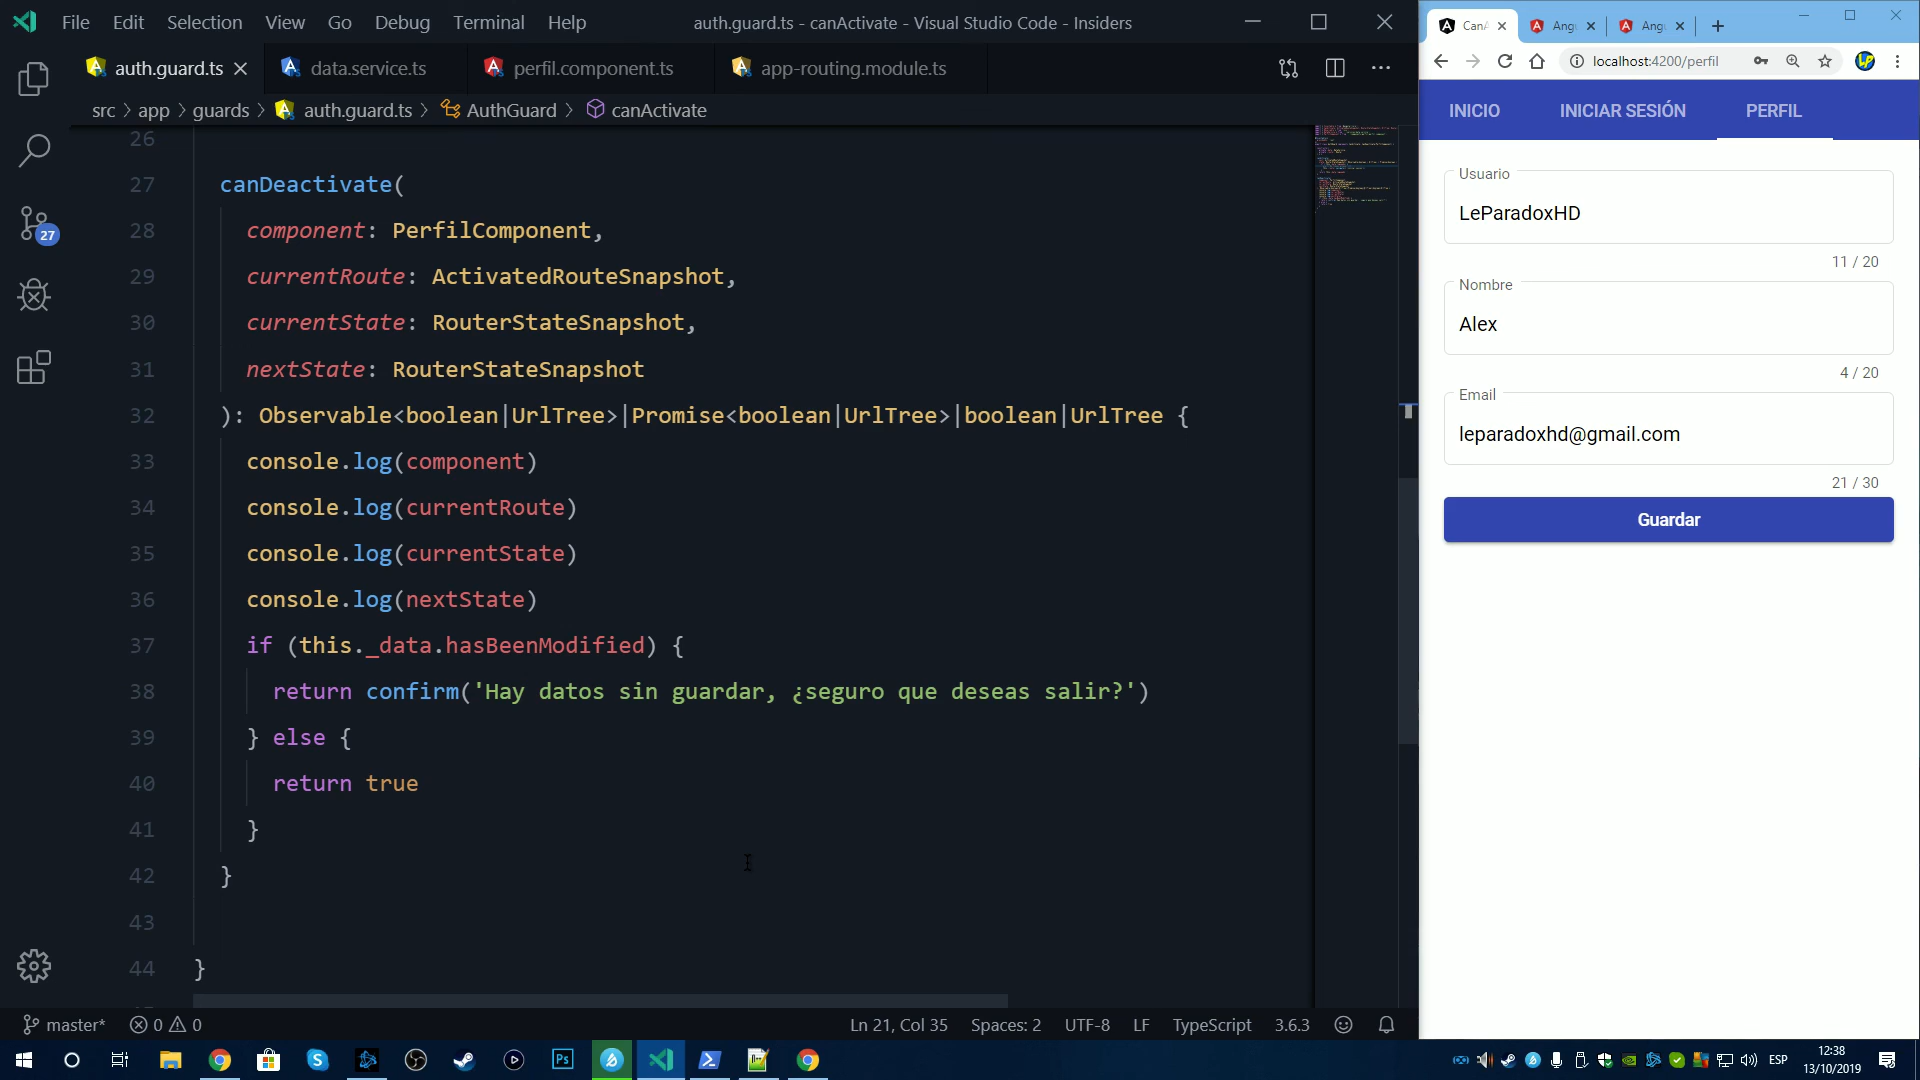 File Edit Selection View Go Debug Terminal Help
auth.guard.ts - canActivate - Visual Studio Code - Insiders
auth.guard.ts
data.service.ts
perfil.component.ts
app-routing.module.ts
src > app > guards > auth.guard.ts > AuthGuard > canActivate
26
27 canDeactivate(
28 component: PerfilComponent,
29 currentRoute: ActivatedRouteSnapshot,
30 currentState: RouterStateSnapshot,
31 nextState: RouterStateSnapshot
32 ): Observable<boolean|UrlTree>|Promise<boolean|UrlTree>|boolean|UrlTree {
33 console.log(component)
34 console.log(currentRoute)
35 console.log(currentState)
36 console.log(nextState)
37 if (this._data.hasBeenModified) {
38 return confirm('Hay datos sin guardar, ¿seguro que deseas salir?')
39 } else {
40 return true
41 }
42 }
43
44 }
27
master* 0 0
Ln 21, Col 35 Spaces: 2 UTF-8 LF TypeScript 3.6.3
CanA
Ang
Ang
localhost:4200/perfil
INICIO INICIAR SESIÓN PERFIL
Usuario
LeParadoxHD
11 / 20
Nombre
Alex
4 / 20
Email
leparadoxhd@gmail.com
21 / 30
Guardar
Ps
ESP
12:38
13/10/2019